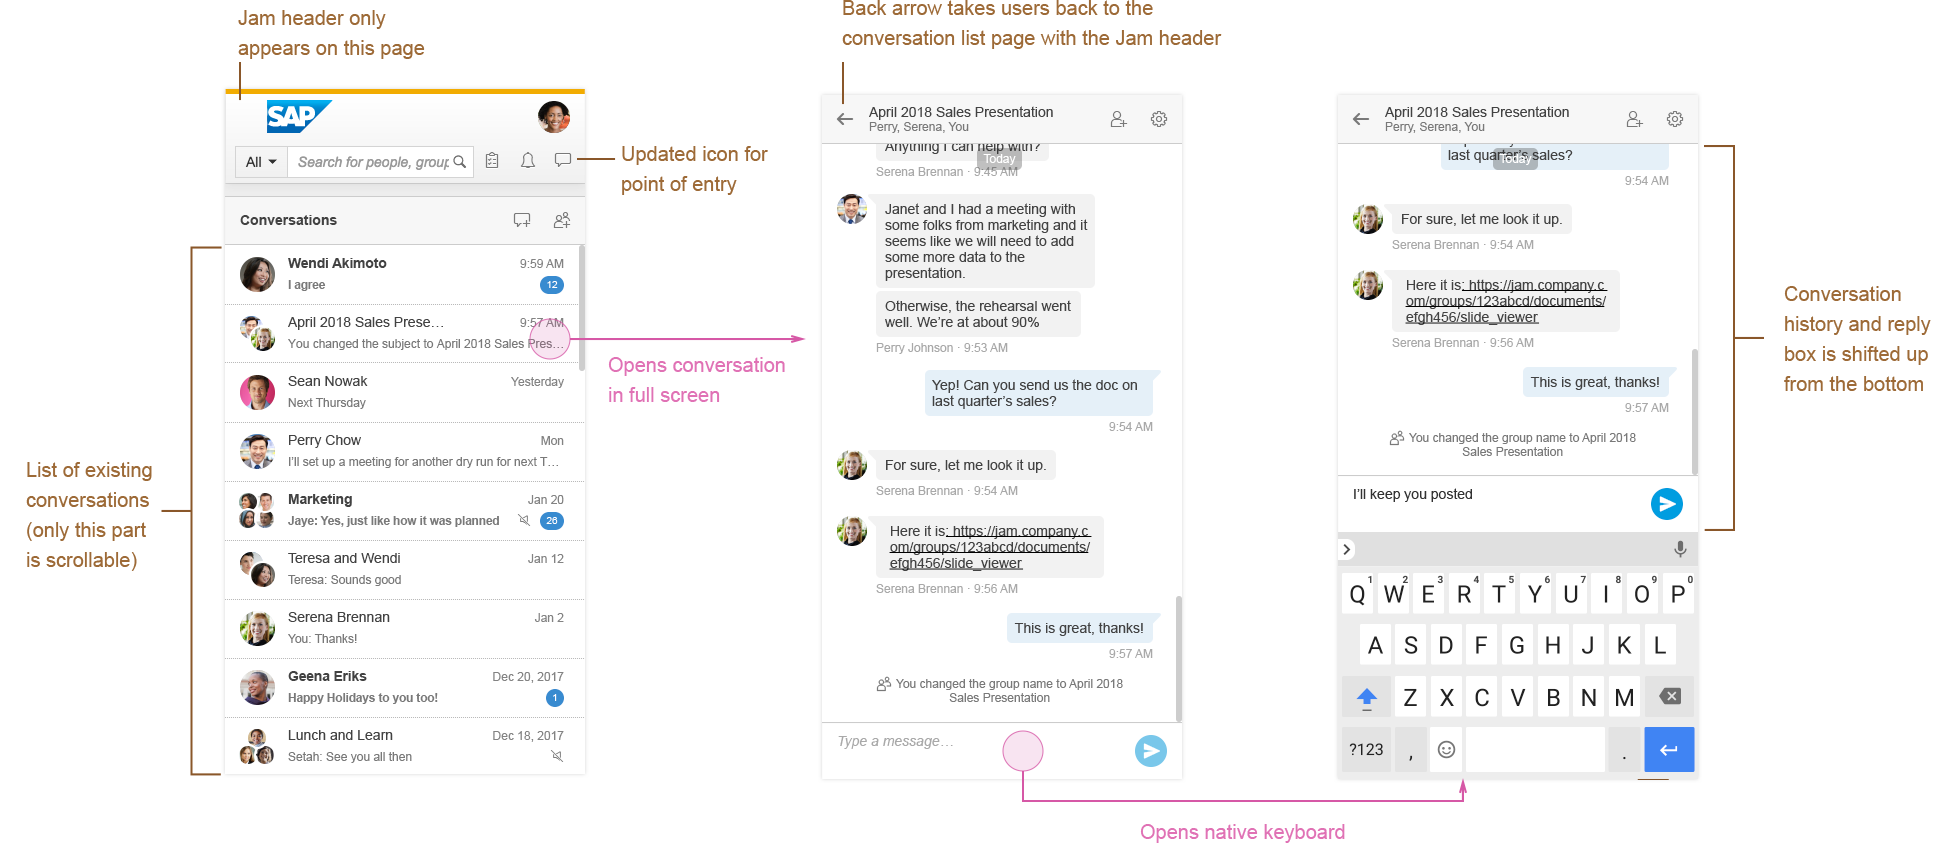 Jam header only
appears on this page
SAP
All
Search for people, group
Updated icon for
point of entry
Conversations
Wendi Akimoto
9:59 AM
I agree
12
April 2018 Sales Prese…
9:57 AM
You changed the subject to April 2018 Sales Pres…
Sean Nowak
Yesterday
Next Thursday
Perry Chow
Mon
I'll set up a meeting for another dry run for next T…
Marketing
Jan 20
Jaye: Yes, just like how it was planned
26
Teresa and Wendi
Jan 12
Teresa: Sounds good
Serena Brennan
Jan 2
You: Thanks!
Geena Eriks
Dec 20, 2017
Happy Holidays to you too!
1
Lunch and Learn
Dec 18, 2017
Setah: See you all then
List of existing
conversations
(only this part
is scrollable)
Opens conversation
in full screen
Back arrow takes users back to the
conversation list page with the Jam header
April 2018 Sales Presentation
Perry, Serena, You
Anything I can help with?
Today
Serena Brennan · 9:45 AM
Janet and I had a meeting with
some folks from marketing and it
seems like we will need to add
some more data to the
presentation.
Otherwise, the rehearsal went
well. We're at about 90%
Perry Johnson · 9:53 AM
Yep! Can you send us the doc on
last quarter's sales?
9:54 AM
For sure, let me look it up.
Serena Brennan · 9:54 AM
Here it is: https://jam.company.c
om/groups/123abcd/documents/
efgh456/slide_viewer
Serena Brennan · 9:56 AM
This is great, thanks!
9:57 AM
You changed the group name to April 2018
Sales Presentation
Type a message…
Opens native keyboard
April 2018 Sales Presentation
Perry, Serena, You
last quarter's sales?
Today
9:54 AM
For sure, let me look it up.
Serena Brennan · 9:54 AM
Here it is: https://jam.company.c
om/groups/123abcd/documents/
efgh456/slide_viewer
Serena Brennan · 9:56 AM
This is great, thanks!
9:57 AM
You changed the group name to April 2018
Sales Presentation
I'll keep you posted
Q1 W2 E3 R4 T5 Y6 U7 I8 O9 P0
A S D F G H J K L
Z X C V B N M
?123 , .
Conversation
history and reply
box is shifted up
from the bottom